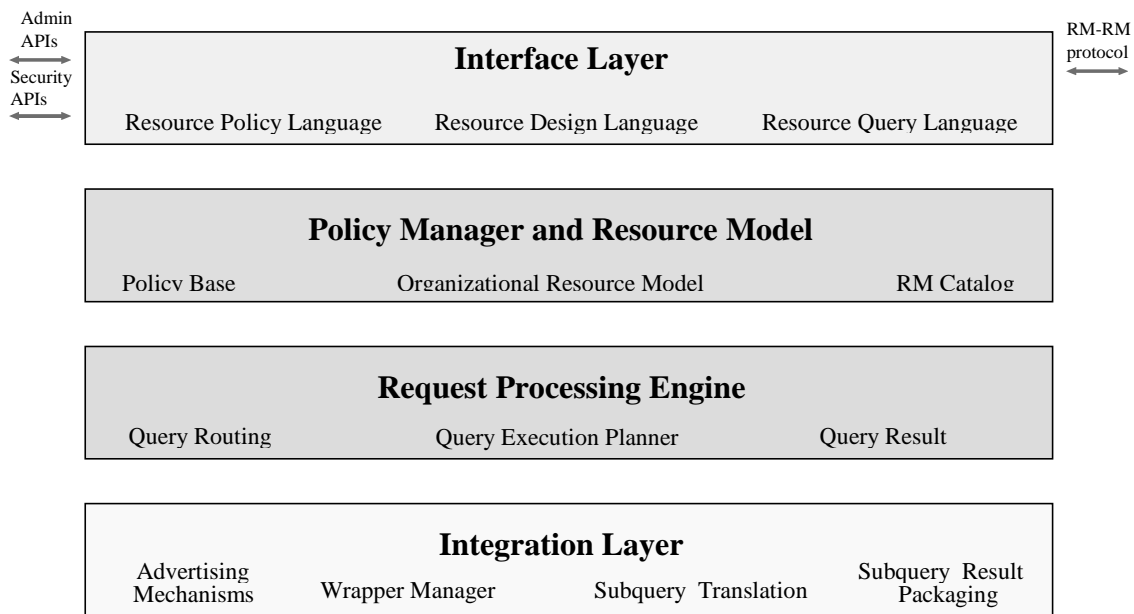 Admin
APIs
Security
APIs
RM-RM
protocol
Interface Layer
Resource Policy Language Resource Design Language Resource Query Language
Policy Manager and Resource Model
Policy Base Organizational Resource Model RM Catalog
Request Processing Engine
Query Routing Query Execution Planner Query Result
Integration Layer
Advertising
Mechanisms
Wrapper Manager
Subquery Translation
Subquery Result
Packaging